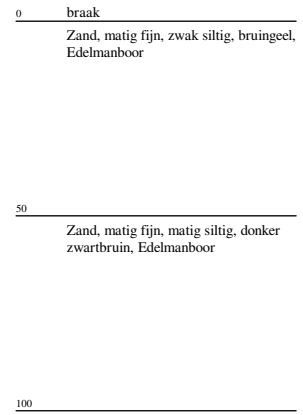 0 braak
Zand, matig fijn, zwak siltig, bruingeel,
Edelmanboor
50
Zand, matig fijn, matig siltig, donker
zwartbruin, Edelmanboor
100